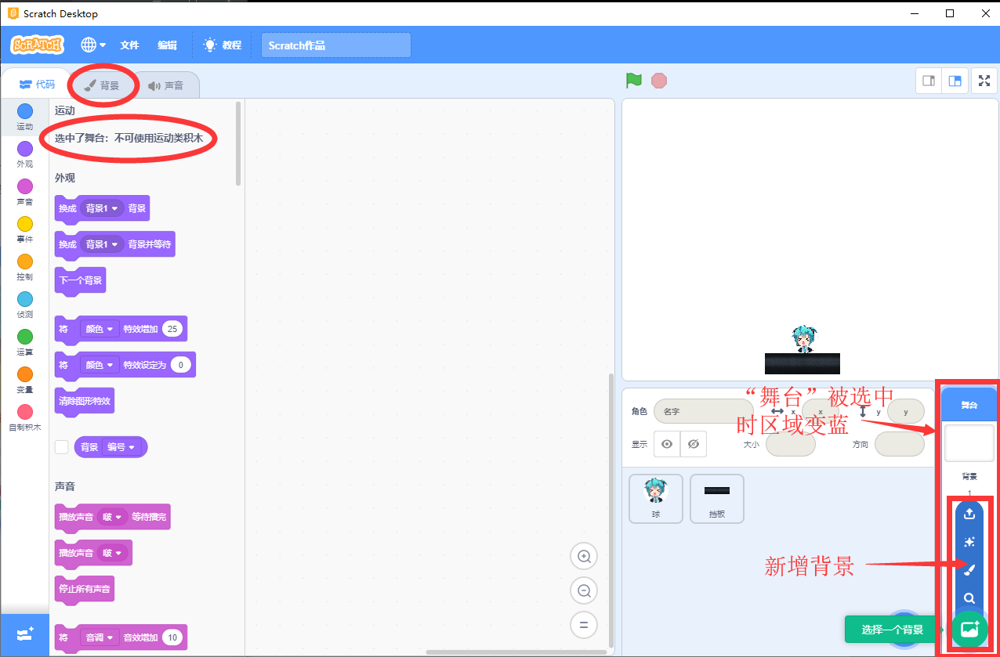 Scratch Desktop
SCRATCH
文件
编辑
教程
Scratch作品
代码
背景
声音
运动
外观
声音
事件
控制
侦测
运算
变量
自制积木
运动
选中了舞台：不可使用运动类积木
外观
换成 背景1 背景
换成 背景1 背景并等待
下一个背景
将 颜色 特效增加 25
将 颜色 特效设定为 0
清除图形特效
背景 编号
声音
播放声音 啵 等待播完
播放声音 啵
停止所有声音
将 音调 音效增加 10
“舞台”被选中
时区域变蓝
角色 名字 x x y y
显示 大小 方向
球
挡板
舞台
背景
1
新增背景
选择一个背景